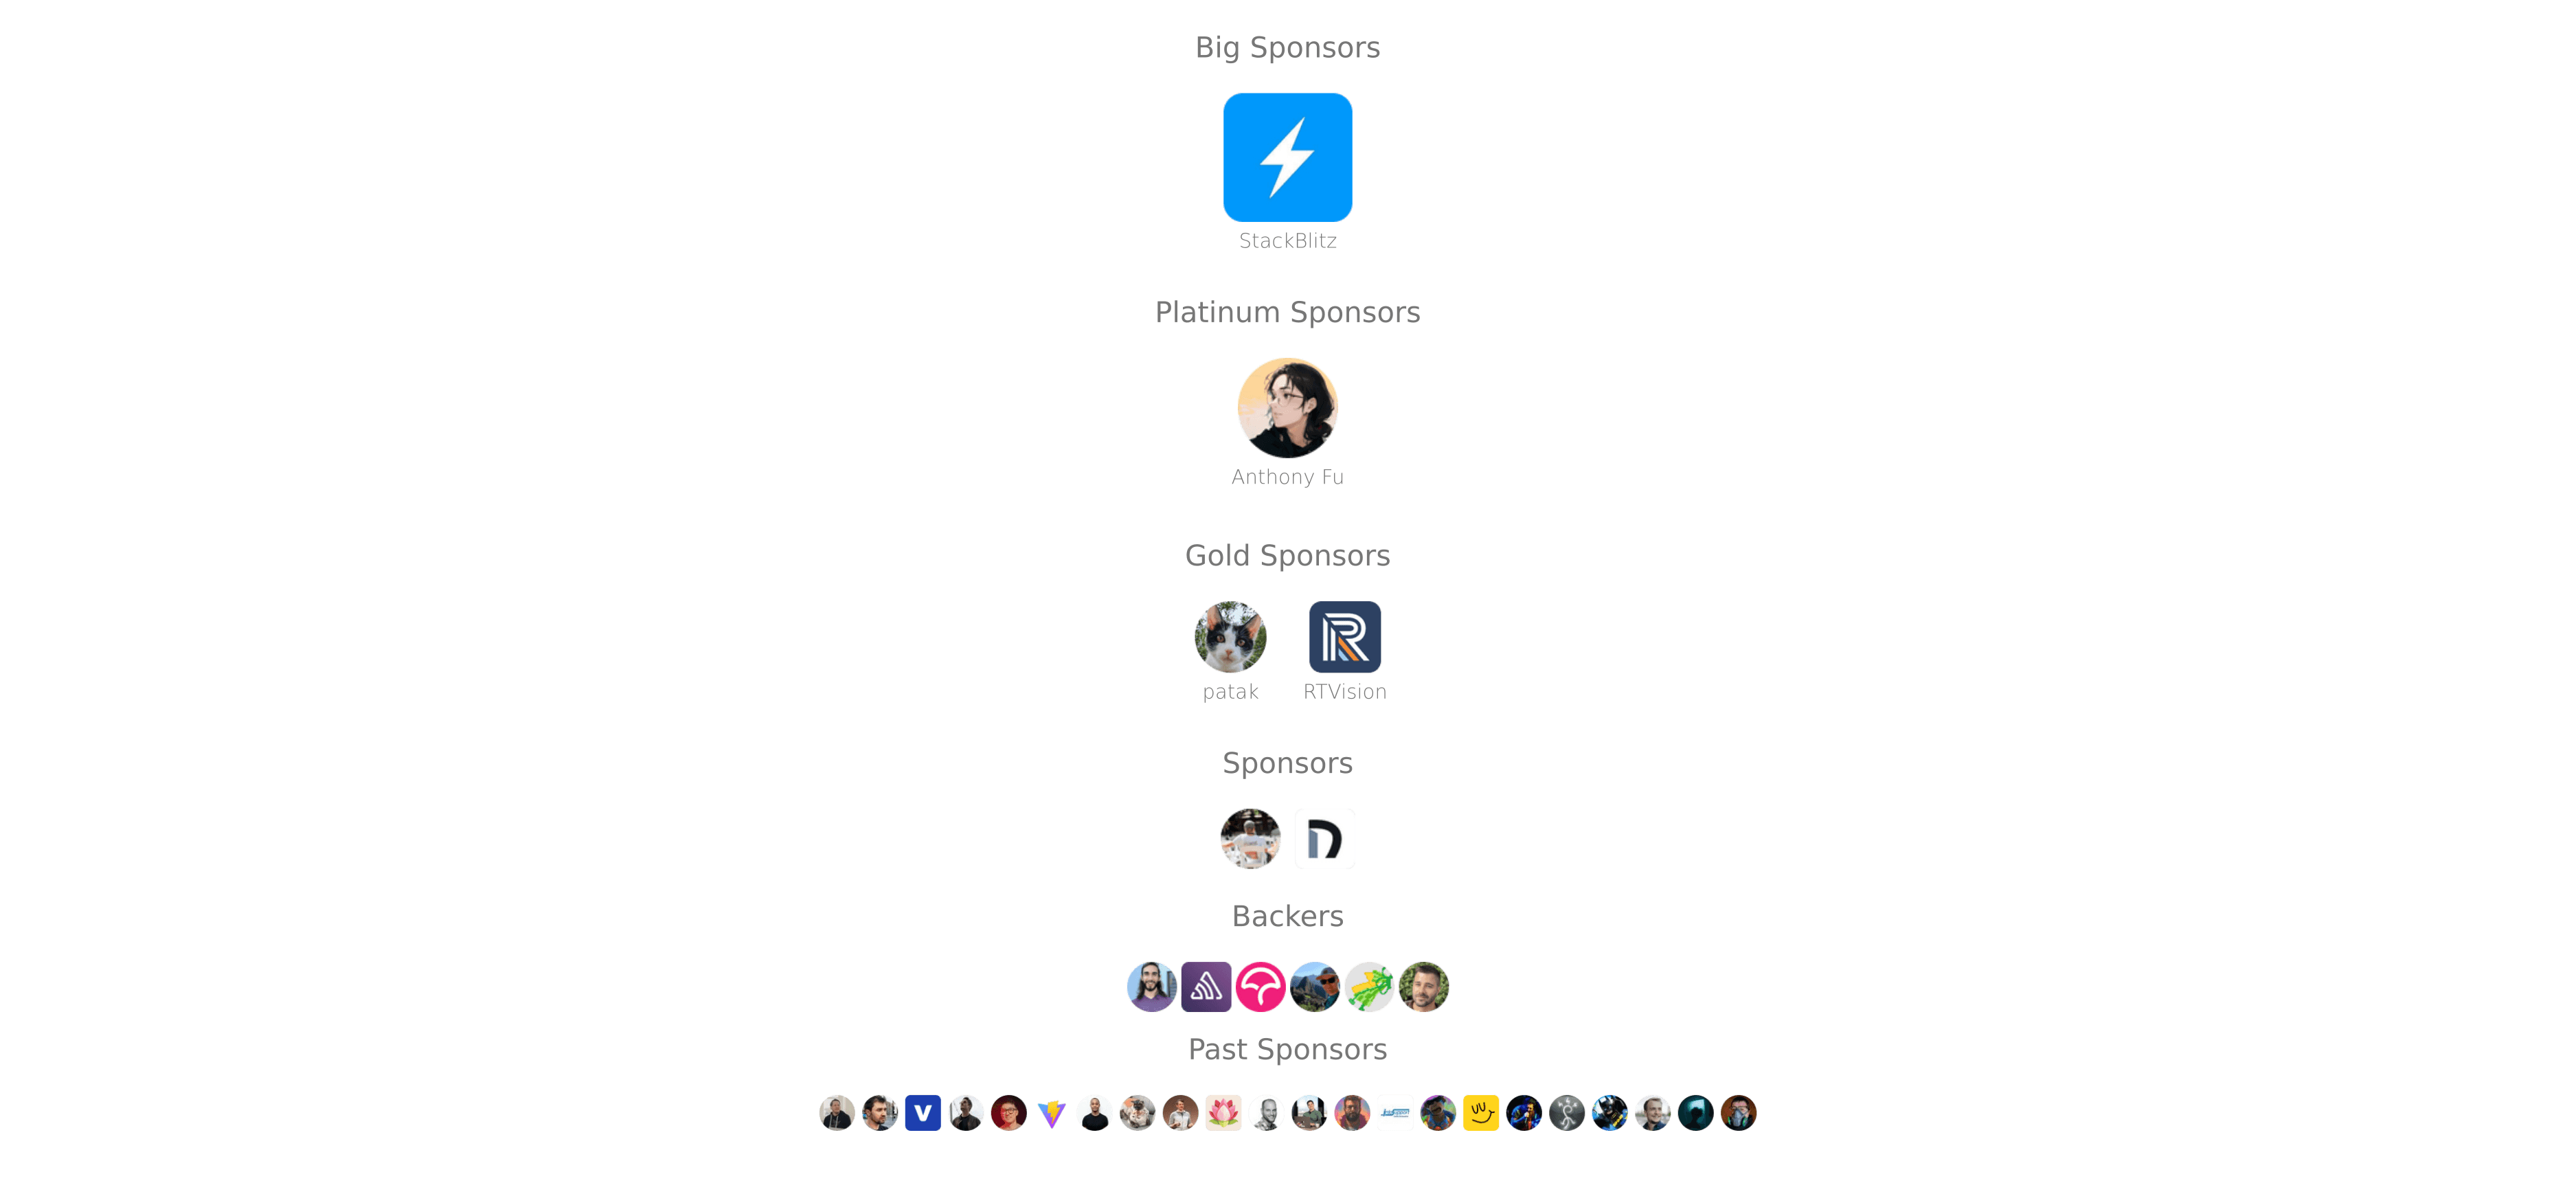 Big Sponsors
StackBlitz
Platinum Sponsors
Anthony Fu
Gold Sponsors
patak
RTVision
Sponsors
Backers
Past Sponsors